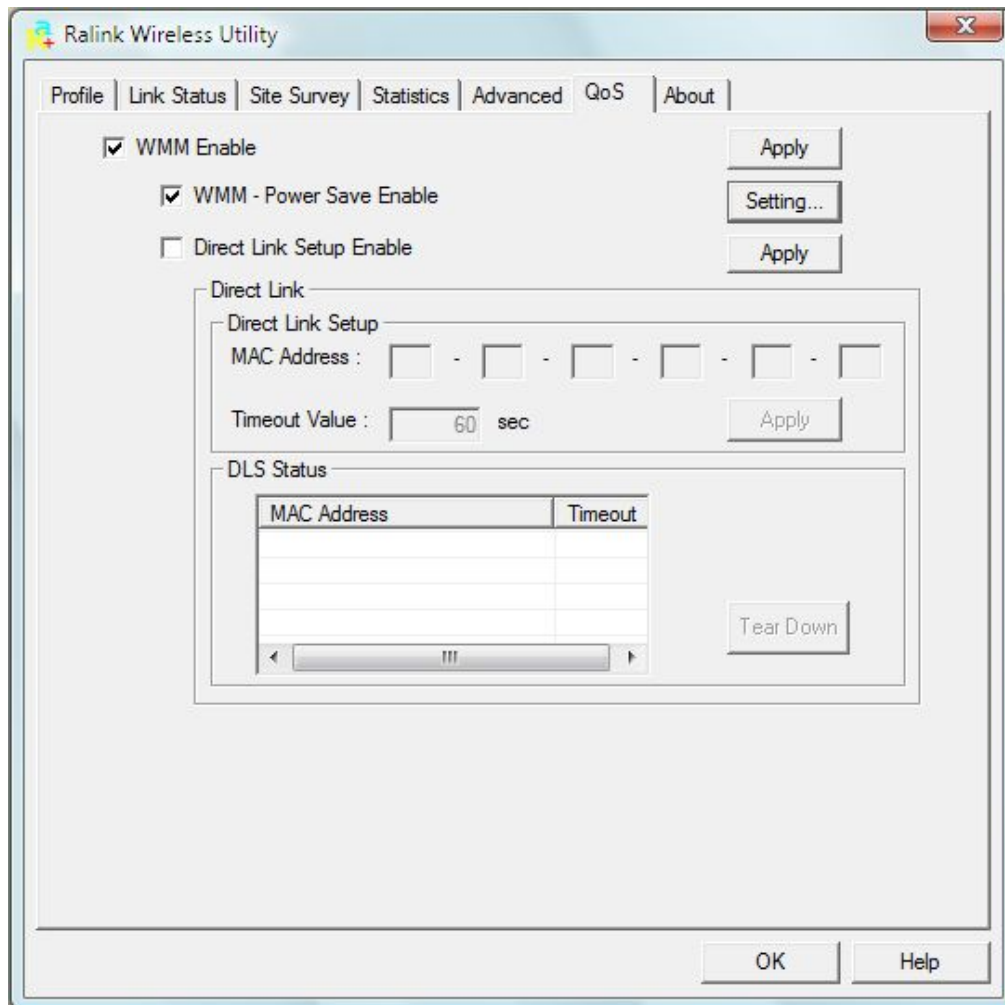 Ralink Wireless Utility
Profile Link Status Site Survey Statistics Advanced QoS About
WMM Enable Apply
WMM - Power Save Enable Setting...
Direct Link Setup Enable Apply
Direct Link
Direct Link Setup
MAC Address : - - - - -
Timeout Value : 60 sec Apply
DLS Status
MAC Address Timeout
Tear Down
OK Help